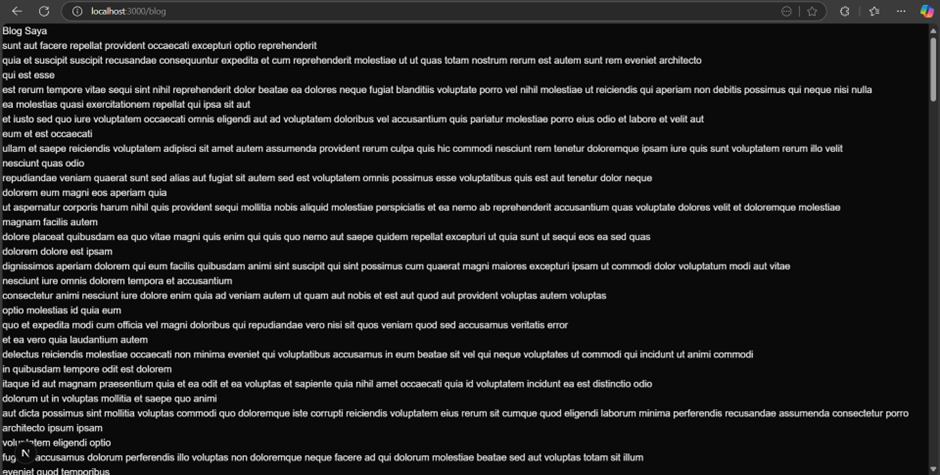 localhost:3000/blog
Blog Saya
sunt aut facere repellat provident occaecati excepturi optio reprehenderit
quia et suscipit suscipit recusandae consequuntur expedita et cum reprehenderit molestiae ut ut quas totam nostrum rerum est autem sunt rem eveniet architecto
qui est esse
est rerum tempore vitae sequi sint nihil reprehenderit dolor beatae ea dolores neque fugiat blanditiis voluptate porro vel nihil molestiae ut reiciendis qui aperiam non debitis possimus qui neque nisi nulla
ea molestias quasi exercitationem repellat qui ipsa sit aut
et iusto sed quo iure voluptatem occaecati omnis eligendi aut ad voluptatem doloribus vel accusantium quis pariatur molestiae porro eius odio et labore et velit aut
eum et est occaecati
ullam et saepe reiciendis voluptatem adipisci sit amet autem assumenda provident rerum culpa quis hic commodi nesciunt rem tenetur doloremque ipsam iure quis sunt voluptatem rerum illo velit
nesciunt quas odio
repudiandae veniam quaerat sunt sed alias aut fugiat sit autem sed est voluptatem omnis possimus esse voluptatibus quis est aut tenetur dolor neque
dolorem eum magni eos aperiam quia
ut aspernatur corporis harum nihil quis provident sequi mollitia nobis aliquid molestiae perspiciatis et ea nemo ab reprehenderit accusantium quas voluptate dolores velit et doloremque molestiae
magnam facilis autem
dolore placeat quibusdam ea quo vitae magni quis enim qui quis quo nemo aut saepe quidem repellat excepturi ut quia sunt ut sequi eos ea sed quas
dolorem dolore est ipsam
dignissimos aperiam dolorem qui eum facilis quibusdam animi sint suscipit qui sint possimus cum quaerat magni maiores excepturi ipsam ut commodi dolor voluptatum modi aut vitae
nesciunt iure omnis dolorem tempora et accusantium
consectetur animi nesciunt iure dolore enim quia ad veniam autem ut quam aut nobis et est aut quod aut provident voluptas autem voluptas
optio molestias id quia eum
quo et expedita modi cum officia vel magni doloribus qui repudiandae vero nisi sit quos veniam quod sed accusamus veritatis error
et ea vero quia laudantium autem
delectus reiciendis molestiae occaecati non minima eveniet qui voluptatibus accusamus in eum beatae sit vel qui neque voluptates ut commodi qui incidunt ut animi commodi
in quibusdam tempore odit est dolorem
itaque id aut magnam praesentium quia et ea odit et ea voluptas et sapiente quia nihil amet occaecati quia id voluptatem incidunt ea est distinctio odio
dolorum ut in voluptas mollitia et saepe quo animi
aut dicta possimus sint mollitia voluptas commodi quo doloremque iste corrupti reiciendis voluptatem eius rerum sit cumque quod eligendi laborum minima perferendis recusandae assumenda consectetur porro
architecto ipsum ipsam
voluptatem eligendi optio
accusamus dolorum perferendis illo voluptas non doloremque neque facere ad qui dolorum molestiae beatae sed aut voluptas totam sit illum
eveniet quod temporibus
N